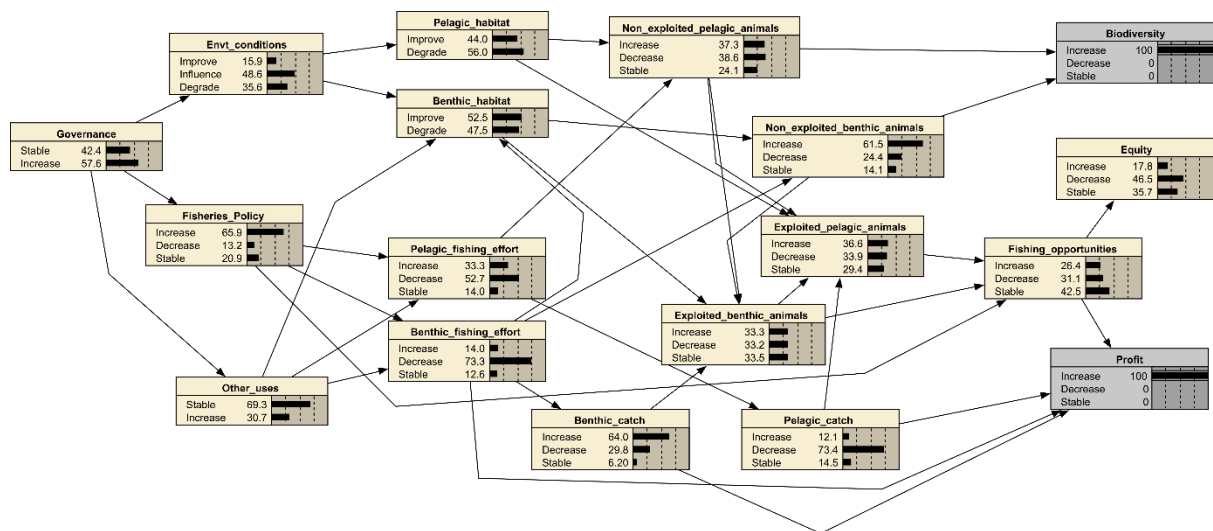 Pelagic_habitat
Improve 44.0
Degrade 56.0
Non_exploited_pelagic_animals
Increase 37.3
Decrease 38.6
Stable 24.1
Biodiversity
Increase 100
Decrease 0
Stable 0
Envt_conditions
Improve 15.9
Influence 48.6
Degrade 35.6
Benthic_habitat
Improve 52.5
Degrade 47.5
Governance
Stable 42.4
Increase 57.6
Non_exploited_benthic_animals
Increase 61.5
Decrease 24.4
Stable 14.1
Equity
Increase 17.8
Decrease 46.5
Stable 35.7
Fisheries_Policy
Increase 65.9
Decrease 13.2
Stable 20.9
Pelagic_fishing_effort
Increase 33.3
Decrease 52.7
Stable 14.0
Exploited_pelagic_animals
Increase 36.6
Decrease 33.9
Stable 29.4
Fishing_opportunities
Increase 26.4
Decrease 31.1
Stable 42.5
Benthic_fishing_effort
Increase 14.0
Decrease 73.3
Stable 12.6
Exploited_benthic_animals
Increase 33.3
Decrease 33.2
Stable 33.5
Profit
Increase 100
Decrease 0
Stable 0
Other_uses
Stable 69.3
Increase 30.7
Benthic_catch
Increase 64.0
Decrease 29.8
Stable 6.20
Pelagic_catch
Increase 12.1
Decrease 73.4
Stable 14.5